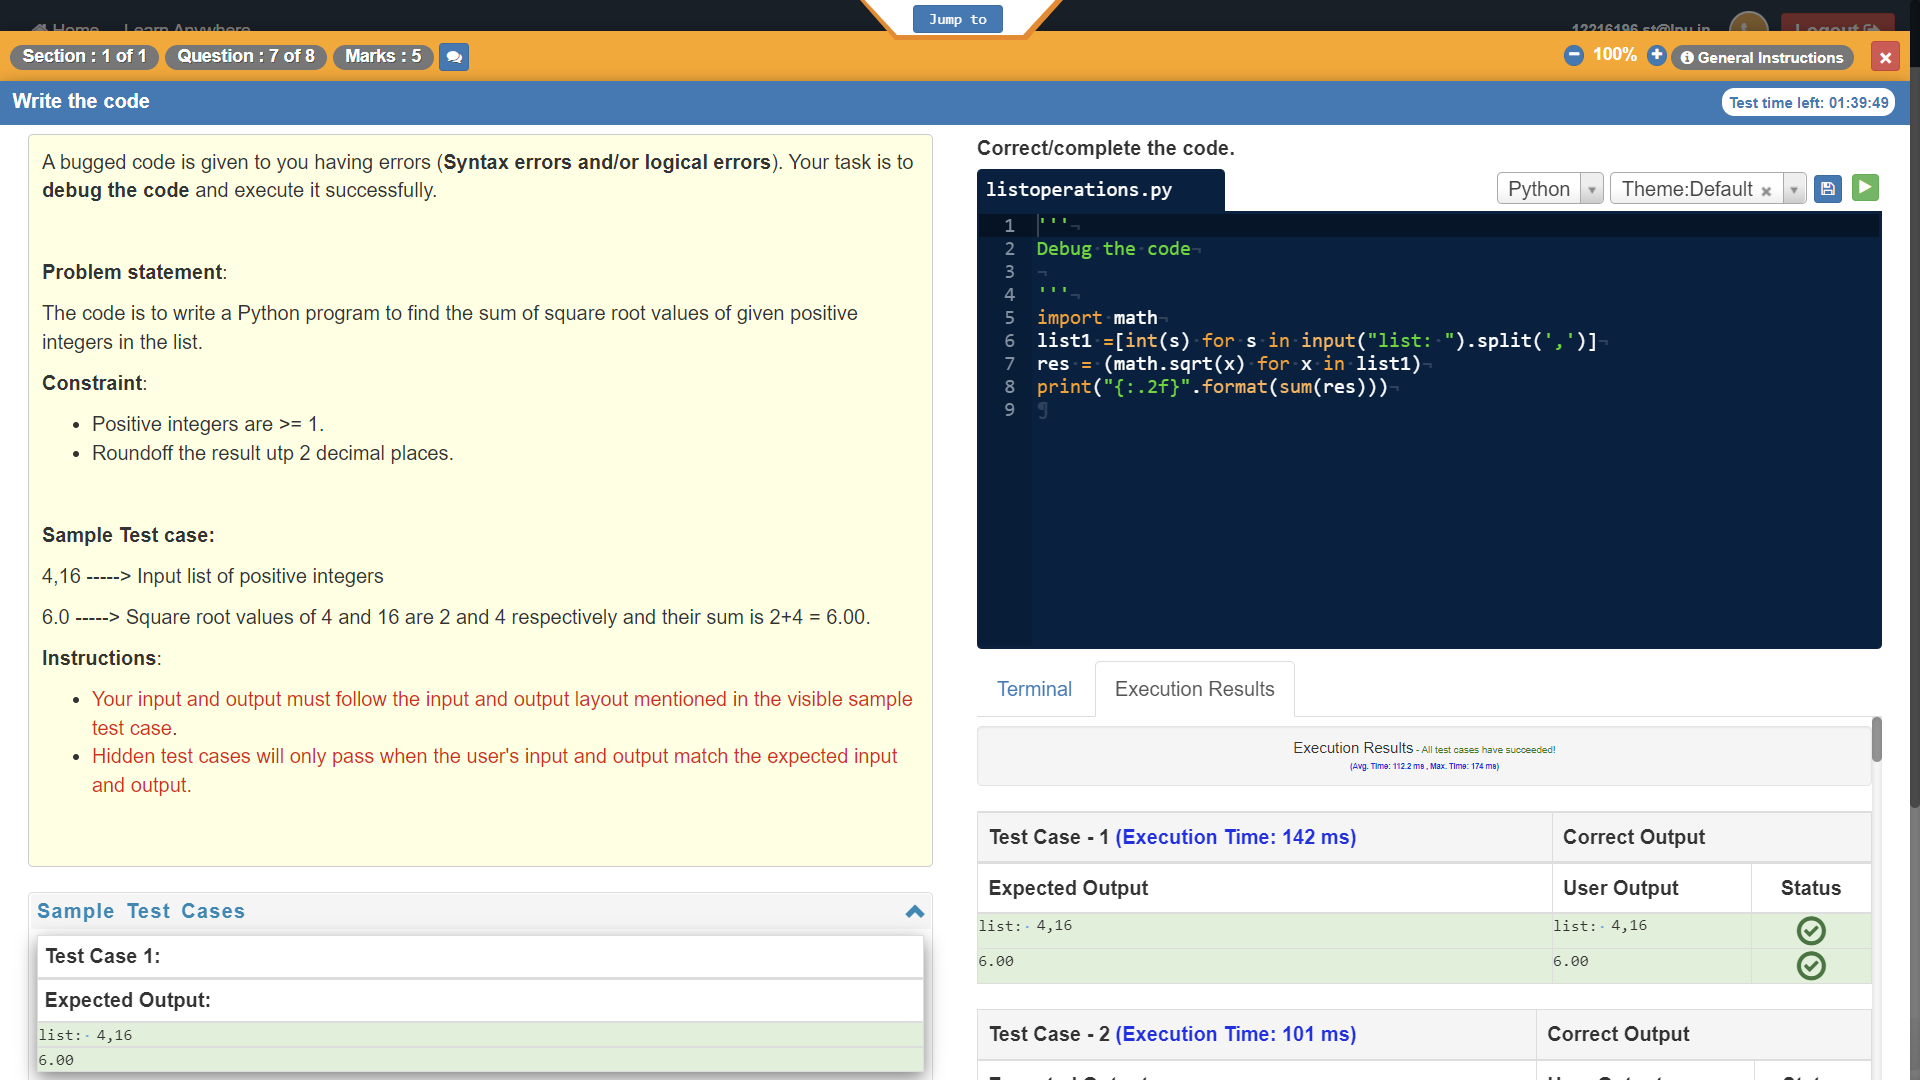 Home Learn Anywhere
Jump to
12216196.st@lpu.in
Logout
Section : 1 of 1
Question : 7 of 8
Marks : 5
100%
General Instructions
Write the code
Test time left: 01:39:49
A bugged code is given to you having errors (Syntax errors and/or logical errors). Your task is to
debug the code and execute it successfully.
Problem statement:
The code is to write a Python program to find the sum of square root values of given positive
integers in the list.
Constraint:
Positive integers are >= 1.
Roundoff the result utp 2 decimal places.
Sample Test case:
4,16 -----> Input list of positive integers
6.0 -----> Square root values of 4 and 16 are 2 and 4 respectively and their sum is 2+4 = 6.00.
Instructions:
Your input and output must follow the input and output layout mentioned in the visible sample
test case.
Hidden test cases will only pass when the user's input and output match the expected input
and output.
Sample Test Cases
Test Case 1:
Expected Output:
list: 4,16
6.00
Correct/complete the code.
listoperations.py
Python
Theme:Default
1 '''
2 Debug the code
3
4 '''
5 import math
6 list1 =[int(s) for s in input("list: ").split(',')]
7 res = (math.sqrt(x) for x in list1)
8 print("{:.2f}".format(sum(res)))
9
Terminal
Execution Results
Execution Results - All test cases have succeeded!
(Avg. Time: 112.2 ms , Max. Time: 174 ms)
Test Case - 1 (Execution Time: 142 ms) Correct Output
Expected Output User Output Status
list: 4,16 list: 4,16
6.00 6.00
Test Case - 2 (Execution Time: 101 ms) Correct Output